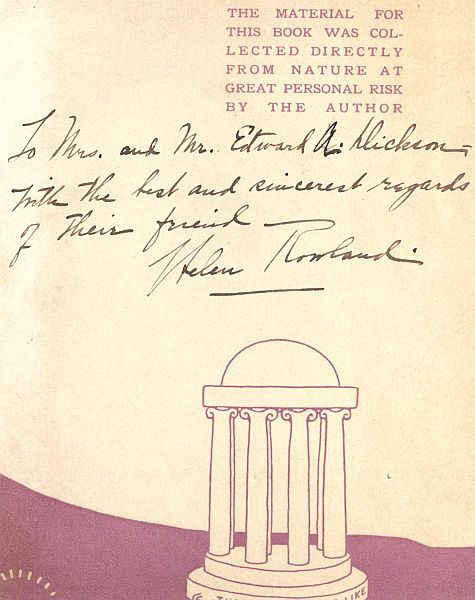 THE MATERIAL FOR
THIS BOOK WAS COL-
LECTED DIRECTLY
FROM NATURE AT
GREAT PERSONAL RISK
BY THE AUTHOR
To Mrs. and Mr. Edward A. Dickson –
With the best and sincerest regards
of their friend —
Helen Rowland.
LIKE